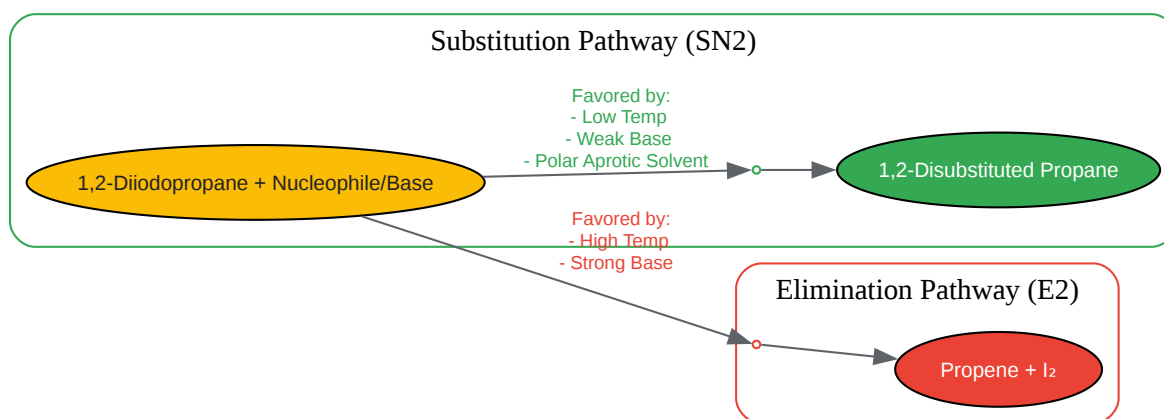 Substitution Pathway (SN2)
Favored by:
- Low Temp
- Weak Base
- Polar Aprotic Solvent
1,2-Diiodopropane + Nucleophile/Base
1,2-Disubstituted Propane
Favored by:
- High Temp
- Strong Base
Elimination Pathway (E2)
Propene + I₂